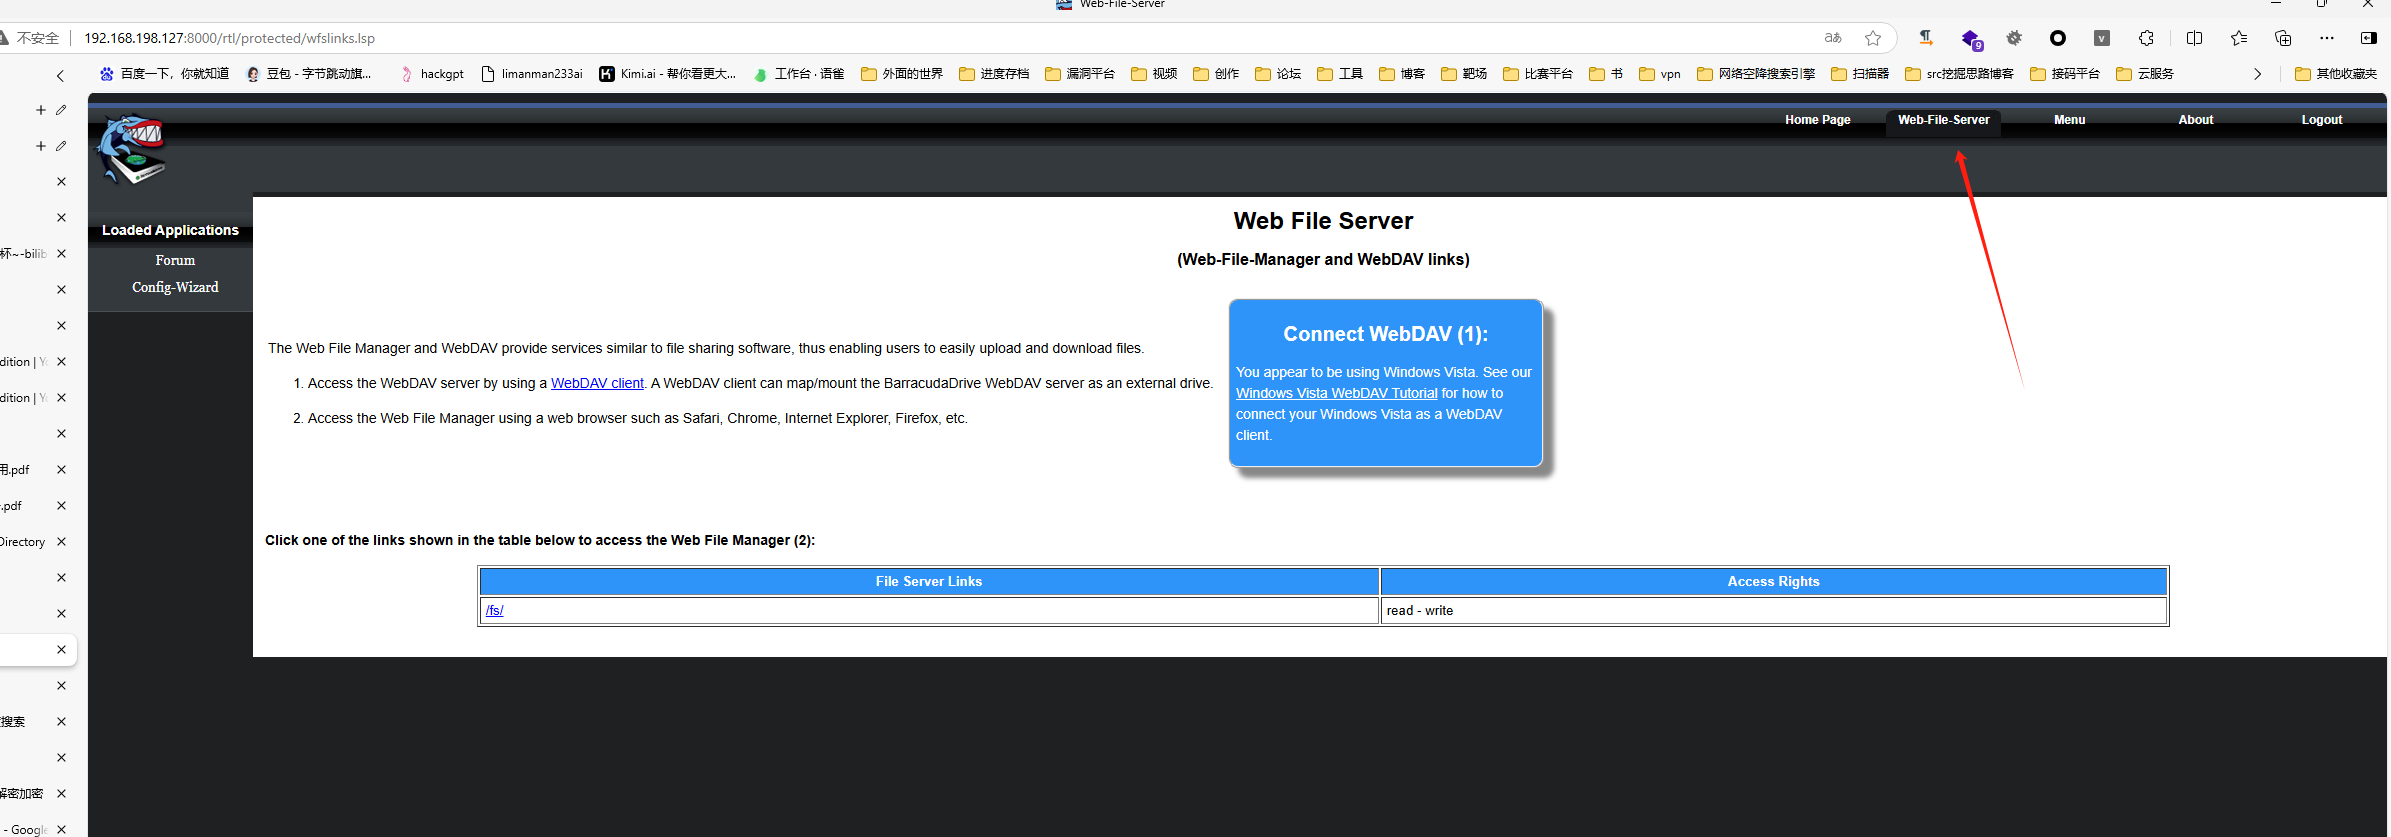 Web-File-Server
不安全 192.168.198.127:8000/rtl/protected/wfslinks.lsp
百度一下，你就知道 豆包 - 字节跳动旗... hackgpt limanman233ai Kimi.ai - 帮你看更大... 工作台 · 语雀 外面的世界 进度存档 漏洞平台 视频 创作 论坛 工具 博客 靶场 比赛平台 书 vpn 网络空降搜索引擎 扫描器 src挖掘思路博客 接码平台 云服务 其他收藏夹
Home Page Web-File-Server Menu About Logout
Loaded Applications
Forum
Config-Wizard
杯~-bilib
dition | Yo
dition | Yo
用.pdf
.pdf
Directory
搜索
解密加密
- Google
Web File Server
(Web-File-Manager and WebDAV links)
The Web File Manager and WebDAV provide services similar to file sharing software, thus enabling users to easily upload and download files.
1. Access the WebDAV server by using a WebDAV client. A WebDAV client can map/mount the BarracudaDrive WebDAV server as an external drive.
2. Access the Web File Manager using a web browser such as Safari, Chrome, Internet Explorer, Firefox, etc.
Connect WebDAV (1):
You appear to be using Windows Vista. See our
Windows Vista WebDAV Tutorial for how to
connect your Windows Vista as a WebDAV
client.
Click one of the links shown in the table below to access the Web File Manager (2):
File Server Links Access Rights
/fs/ read - write